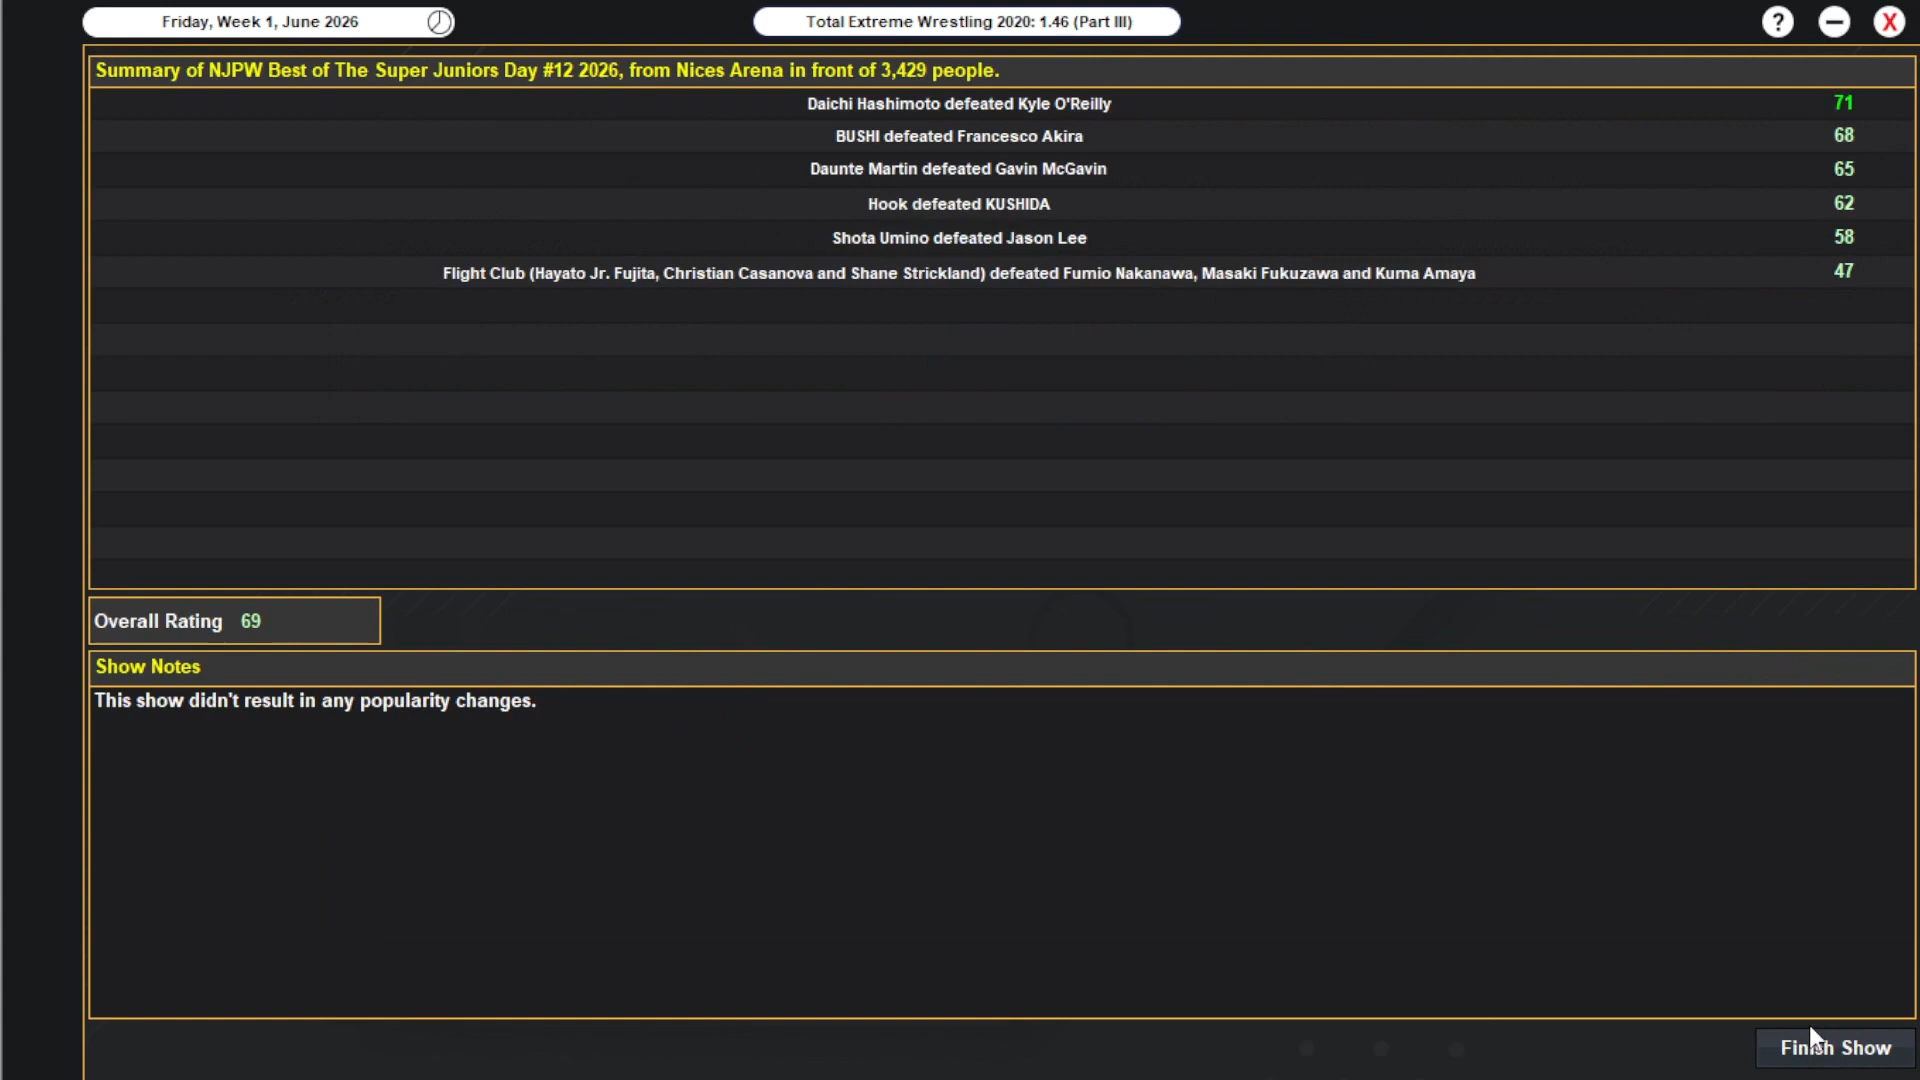 Friday, Week 1, June 2026
Total Extreme Wrestling 2020: 1.46 (Part III)
?
X
Summary of NJPW Best of The Super Juniors Day #12 2026, from Nices Arena in front of 3,429 people.
Daichi Hashimoto defeated Kyle O'Reilly 71
BUSHI defeated Francesco Akira 68
Daunte Martin defeated Gavin McGavin 65
Hook defeated KUSHIDA 62
Shota Umino defeated Jason Lee 58
Flight Club (Hayato Jr. Fujita, Christian Casanova and Shane Strickland) defeated Fumio Nakanawa, Masaki Fukuzawa and Kuma Amaya 47
Overall Rating 69
Show Notes
This show didn't result in any popularity changes.
Finish Show